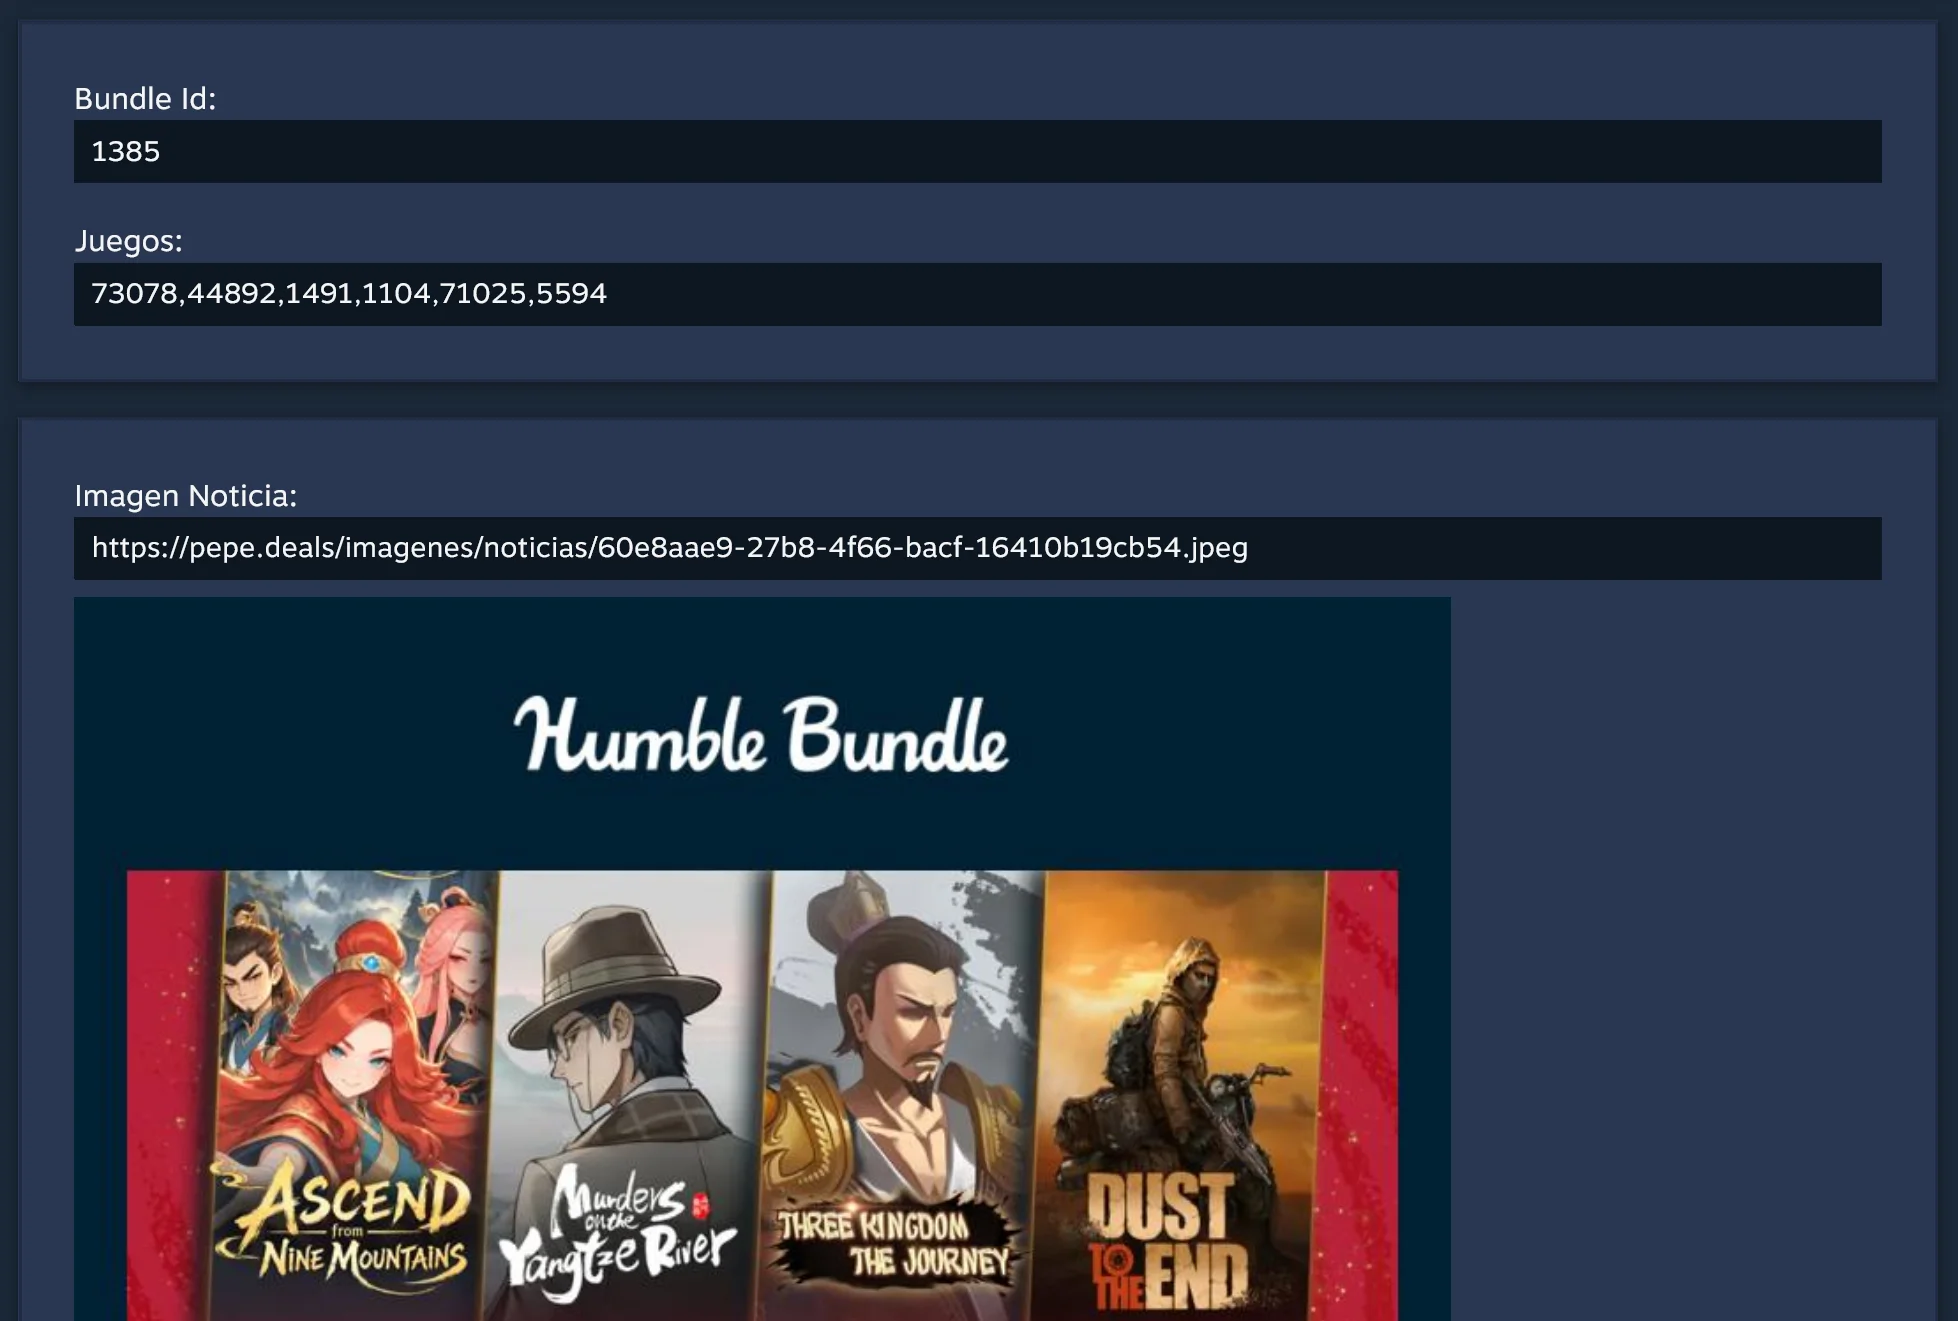 Bundle Id:
1385
Juegos:
73078,44892,1491,1104,71025,5594
Imagen Noticia:
https://pepe.deals/imagenes/noticias/60e8aae9-27b8-4f66-bacf-16410b19cb54.jpeg
Humble Bundle
ASCEND
from
NINE MOUNTAINS
Murders
on the
Yangtze River
THREE KINGDOM
THE JOURNEY
DUST
TO THE END